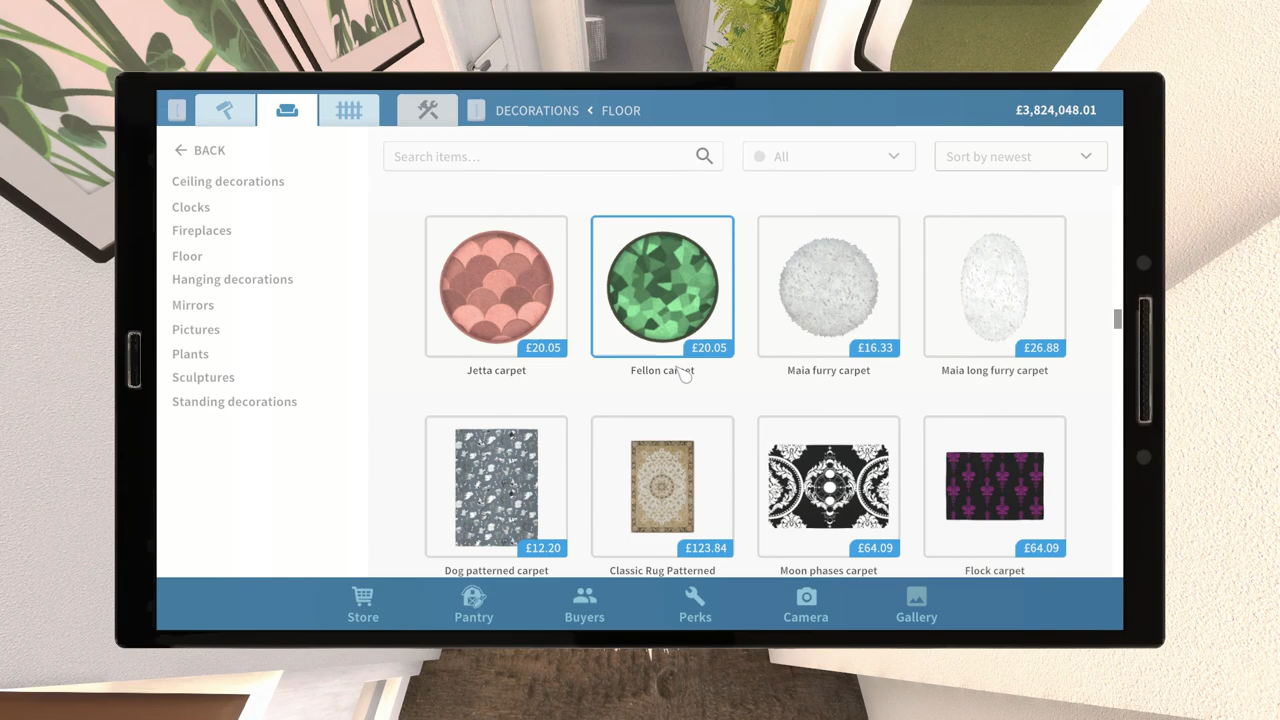 DECORATIONS < FLOOR
£3,824,048.01
BACK
Search items...
All
Sort by newest
Ceiling decorations
Clocks
Fireplaces
Floor
Hanging decorations
Mirrors
Pictures
Plants
Sculptures
Standing decorations
£20.05
£20.05
£16.33
£26.88
Jetta carpet
Fellon carpet
Maia furry carpet
Maia long furry carpet
£12.20
£123.84
£64.09
£64.09
Dog patterned carpet
Classic Rug Patterned
Moon phases carpet
Flock carpet
Store
Pantry
Buyers
Perks
Camera
Gallery